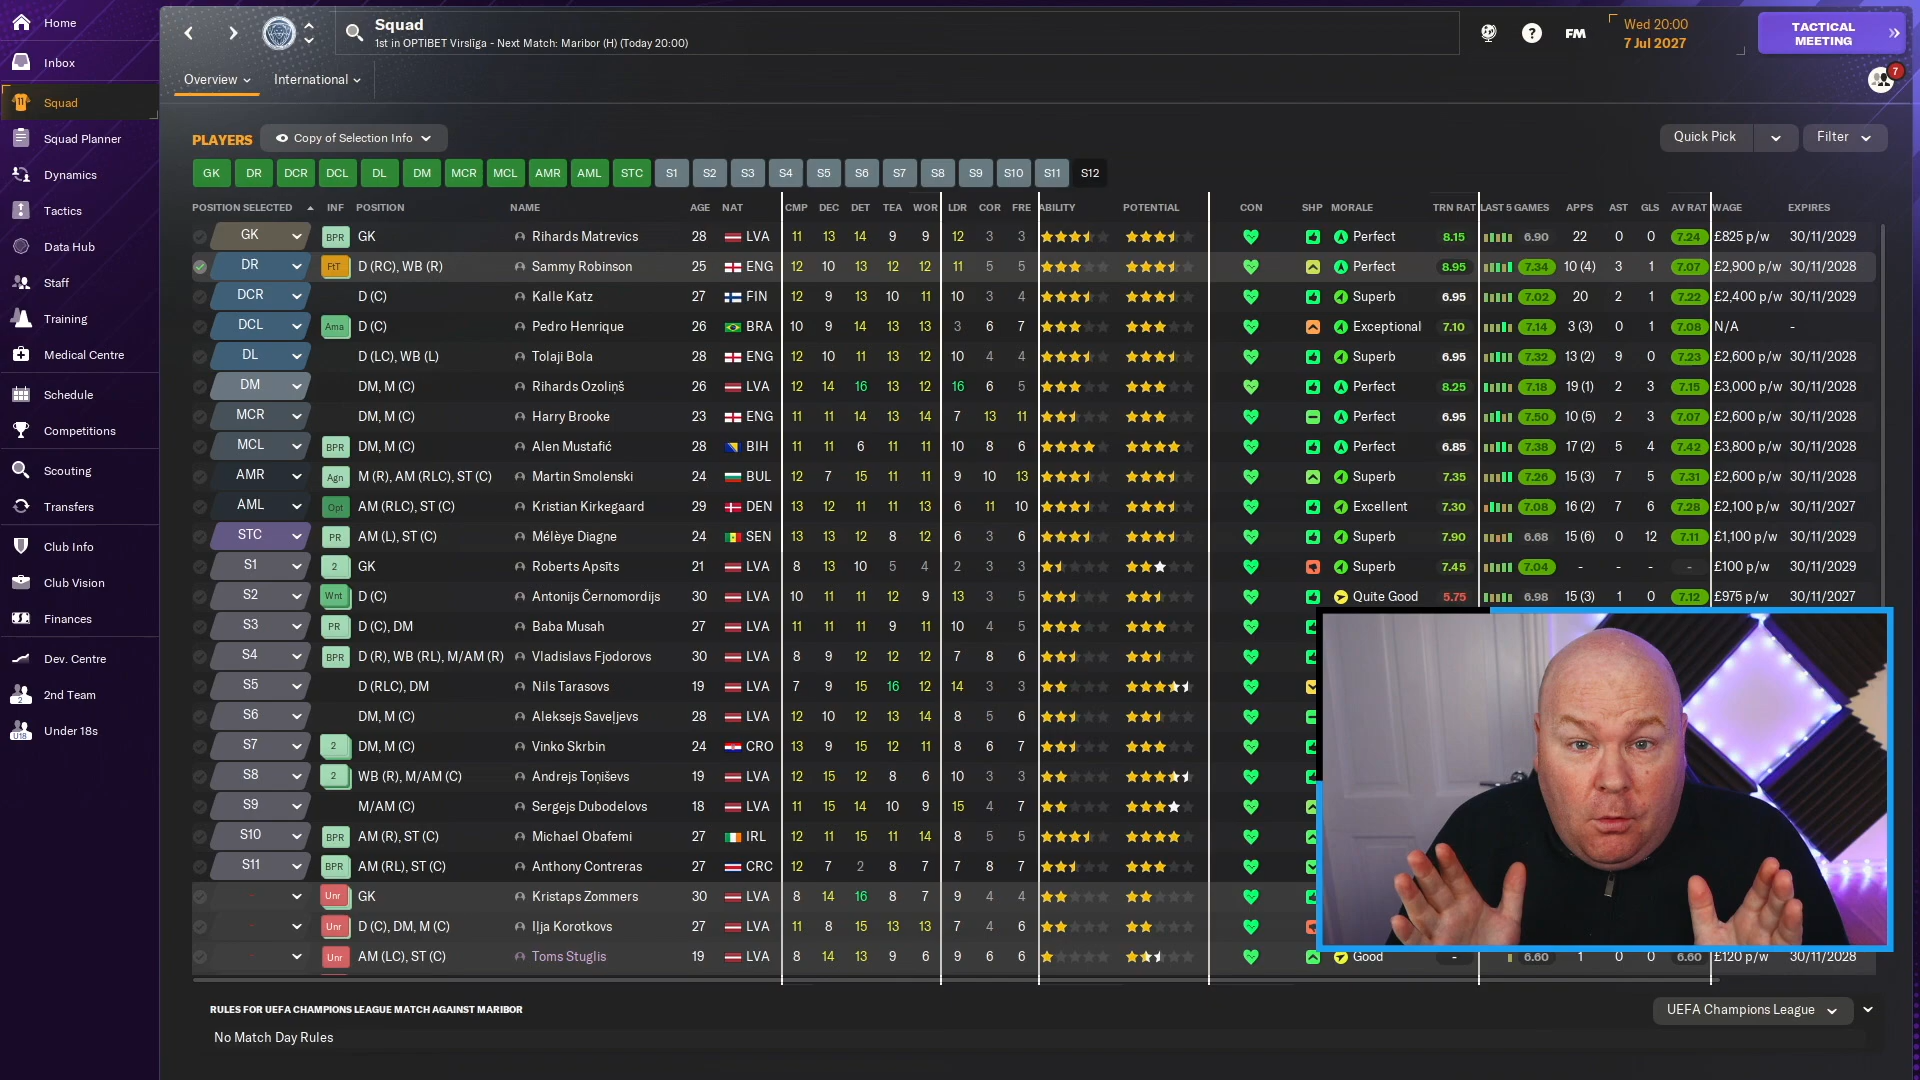 Home
Inbox
Squad
Squad Planner
Dynamics
Tactics
Data Hub
Staff
Training
Medical Centre
Schedule
Competitions
Scouting
Transfers
Club Info
Club Vision
Finances
Dev. Centre
2nd Team
Under 18s
Squad
1st in OPTIBET Virslīga - Next Match: Maribor (H) (Today 20:00)
FM
Wed 20:00
7 Jul 2027
TACTICAL MEETING
Overview International
7
PLAYERS Copy of Selection Info Quick Pick Filter
GK DR DCR DCL DL DM MCR MCL AMR AML STC S1 S2 S3 S4 S5 S6 S7 S8 S9 S10 S11 S12
POSITION SELECTED INF POSITION NAME AGE NAT CMP DEC DET TEA WOR LDR COR FRE ABILITY POTENTIAL CON SHP MORALE TRN RAT LAST 5 GAMES APPS AST GLS AV RAT WAGE EXPIRES
GK BPR GK Rihards Matrevics 28 LVA 11 13 14 9 9 12 3 3 Perfect 8.15 6.90 22 0 0 7.24 £825 p/w 30/11/2029
DR FtT D (RC), WB (R) Sammy Robinson 25 ENG 12 10 13 12 12 11 5 5 Perfect 8.95 7.34 10 (4) 3 1 7.07 £2,900 p/w 30/11/2028
DCR D (C) Kalle Katz 27 FIN 12 9 13 10 11 10 3 4 Superb 6.95 7.02 20 2 1 7.22 £2,400 p/w 30/11/2029
DCL Ama D (C) Pedro Henrique 26 BRA 10 9 14 13 13 3 6 7 Exceptional 7.10 7.14 3 (3) 0 1 7.08 N/A -
DL D (LC), WB (L) Tolaji Bola 28 ENG 12 10 11 13 12 10 4 4 Superb 6.95 7.32 13 (2) 9 0 7.23 £2,600 p/w 30/11/2028
DM DM, M (C) Rihards Ozoliņš 26 LVA 12 14 16 13 12 16 6 5 Perfect 8.25 7.18 19 (1) 2 3 7.15 £3,000 p/w 30/11/2028
MCR DM, M (C) Harry Brooke 23 ENG 11 11 14 13 14 7 13 11 Perfect 6.95 7.50 10 (5) 2 3 7.07 £2,600 p/w 30/11/2028
MCL BPR DM, M (C) Alen Mustafić 28 BIH 11 11 6 11 11 10 8 6 Perfect 6.85 7.38 17 (2) 5 4 7.42 £3,800 p/w 30/11/2028
AMR Agn M (R), AM (RLC), ST (C) Martin Smolenski 24 BUL 12 7 15 11 11 9 10 13 Superb 7.35 7.26 15 (3) 7 5 7.31 £2,600 p/w 30/11/2028
AML Opt AM (RLC), ST (C) Kristian Kirkegaard 29 DEN 13 12 11 11 13 6 11 10 Excellent 7.30 7.08 16 (2) 7 6 7.28 £2,100 p/w 30/11/2027
STC PR AM (L), ST (C) Mélèye Diagne 24 SEN 13 13 12 8 12 6 3 6 Superb 7.90 6.68 15 (6) 0 12 7.11 £1,100 p/w 30/11/2029
S1 2 GK Roberts Apsīts 21 LVA 8 13 10 5 4 2 3 3 Superb 7.45 7.04 - - - - £100 p/w 30/11/2029
S2 Wnt D (C) Antonijs Černomordijs 30 LVA 10 11 11 12 9 13 3 5 Quite Good 5.75 6.98 15 (3) 1 0 7.12 £975 p/w 30/11/2027
S3 PR D (C), DM Baba Musah 27 LVA 11 11 11 9 11 10 4 5
S4 BPR D (R), WB (RL), M/AM (R) Vladislavs Fjodorovs 30 LVA 8 9 12 12 12 7 8 6
S5 D (RLC), DM Nils Tarasovs 19 LVA 7 9 15 16 12 14 3 3
S6 DM, M (C) Aleksejs Saveļjevs 28 LVA 12 10 12 13 14 8 5 6
S7 2 DM, M (C) Vinko Skrbin 24 CRO 13 9 15 12 11 8 6 7
S8 2 WB (R), M/AM (C) Andrejs Toņiševs 19 LVA 12 15 12 8 6 10 3 3
S9 M/AM (C) Sergejs Dubodelovs 18 LVA 11 15 14 10 9 15 4 7
S10 BPR AM (R), ST (C) Michael Obafemi 27 IRL 12 11 15 11 14 8 5 5
S11 BPR AM (RL), ST (C) Anthony Contreras 27 CRC 12 7 2 8 7 7 8 7
- Unr GK Kristaps Zommers 30 LVA 8 14 16 8 7 9 4 4
- Unr D (C), DM, M (C) Iļja Korotkovs 27 LVA 11 8 15 13 13 7 4 6
- Unr AM (LC), ST (C) Toms Stuglis 19 LVA 8 14 13 9 6 9 6 6 Good - 6.60 1 0 0 6.60 £120 p/w 30/11/2028
RULES FOR UEFA CHAMPIONS LEAGUE MATCH AGAINST MARIBOR UEFA Champions League
No Match Day Rules